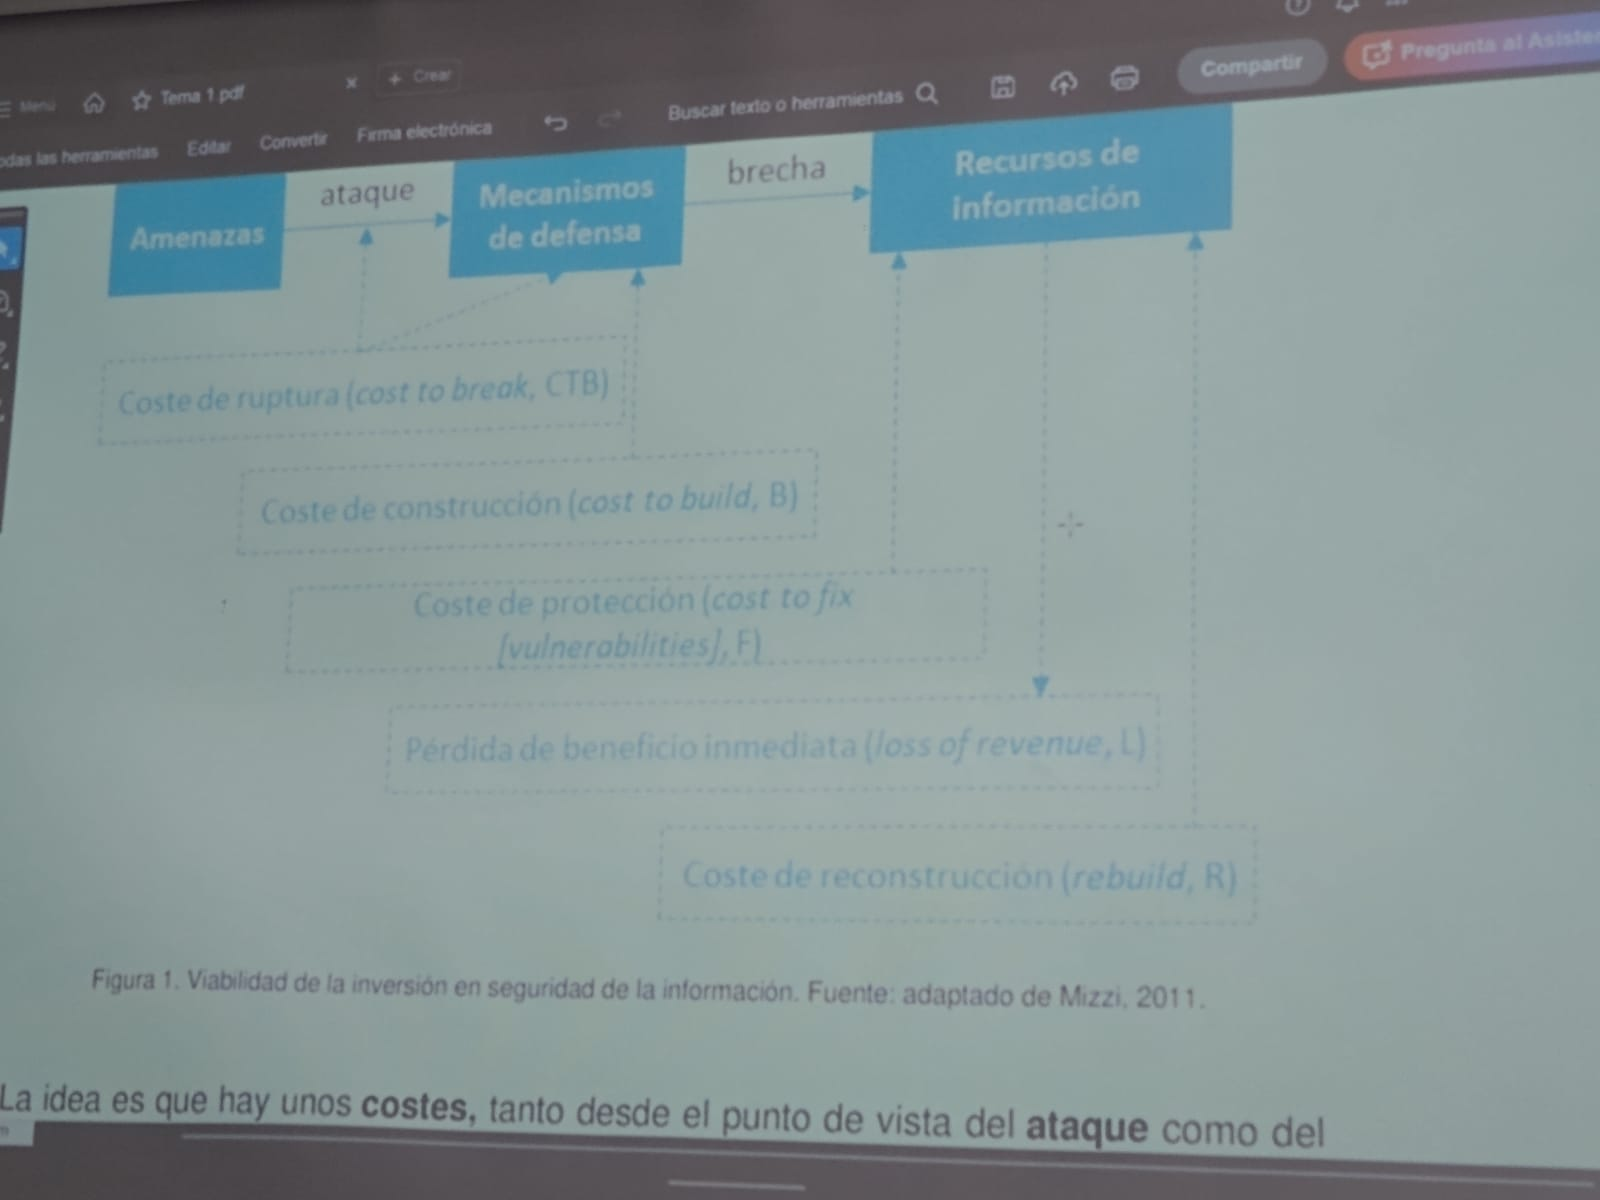 Menú
Tema 1.pdf
Crear
Buscar texto o herramientas
Compartir
Pregunta al
las herramientas
Editar
Convertir
Firma electrónica
Amenazas
ataque
Mecanismos
de defensa
brecha
Recursos de
información
Coste de ruptura (cost to break, CTB)
Coste de construcción (cost to build, B)
Coste de protección (cost to fix
[vulnerabilities], F)
Pérdida de beneficio inmediata (loss of revenue, L)
Coste de reconstrucción (rebuild, R)
Figura 1. Viabilidad de la inversión en seguridad de la información. Fuente: adaptado de Mizzi, 2011.
La idea es que hay unos costes, tanto desde el punto de vista del ataque como del